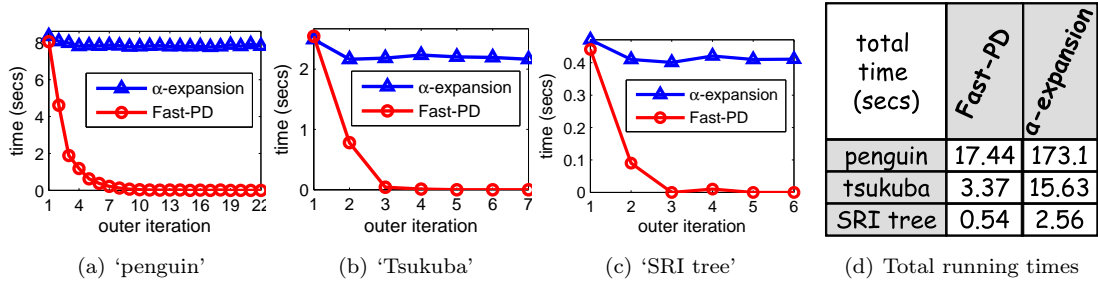 time (secs)
8
6
4
2
0
α-expansion
Fast-PD
1 4 7 10 13 16 19 22
outer iteration
(a) ‘penguin’
time (secs)
2
1
0
α-expansion
Fast-PD
1 2 3 4 5 6 7
outer iteration
(b) ‘Tsukuba’
time (secs)
0.4
0.3
0.2
0.1
0
α-expansion
Fast-PD
1 2 3 4 5 6
outer iteration
(c) ‘SRI tree’
total
time
(secs)
Fast-PD
α-expansion
penguin 17.44 173.1
tsukuba 3.37 15.63
SRI tree 0.54 2.56
(d) Total running times